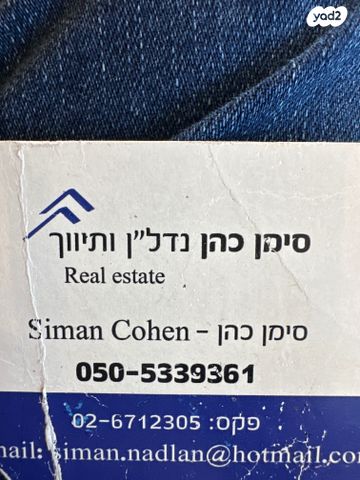 yad2
סימן כהן נדל"ן ותיווך
Real estate
Siman Cohen - סימן כהן
050-5339361
פקס: 02-6712305
mail: siman.nadlan@hotmail.co